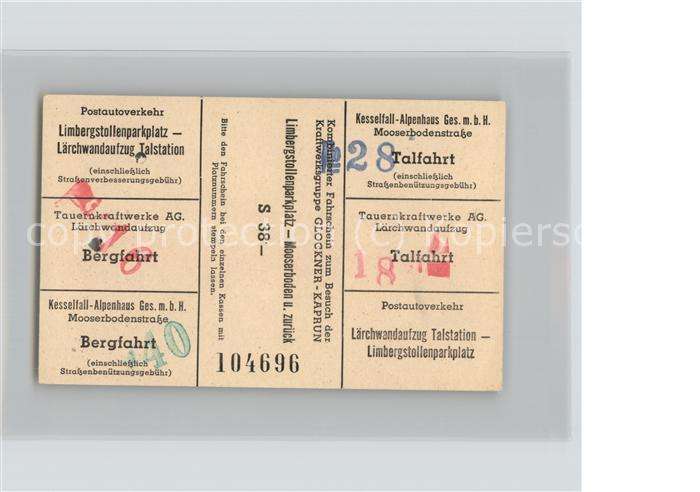 Postautoverkehr
Limbergstollenparkplatz —
Lärchwandaufzug Talstation
(einschließlich
Straßenverbesserungsgebühr)
Tauernkraftwerke AG.
Lärchwandaufzug
Bergfahrt
Kesselfall-Alpenhaus Ges. m. b. H.
Mooserbodenstraße
Bergfahrt
(einschließlich
Straßenbenützungsgebühr)
40
Kombinierter Fahrschein zum Besuch der
Kraftwerksgruppe GLOCKNER-KAPRUN
Limbergstollenparkplatz — Mooserboden u. zurück
S 38·—
Bitte den Fahrschein bei den einzelnen Kassen mit
Platznummern stempeln lassen.
104696
Kesselfall-Alpenhaus Ges. m. b. H.
Mooserbodenstraße
28
Talfahrt
(einschließlich
Straßenbenützungsgebühr)
Tauernkraftwerke AG.
Lärchwandaufzug
Talfahrt
18
Postautoverkehr
Lärchwandaufzug Talstation —
Limbergstollenparkplatz